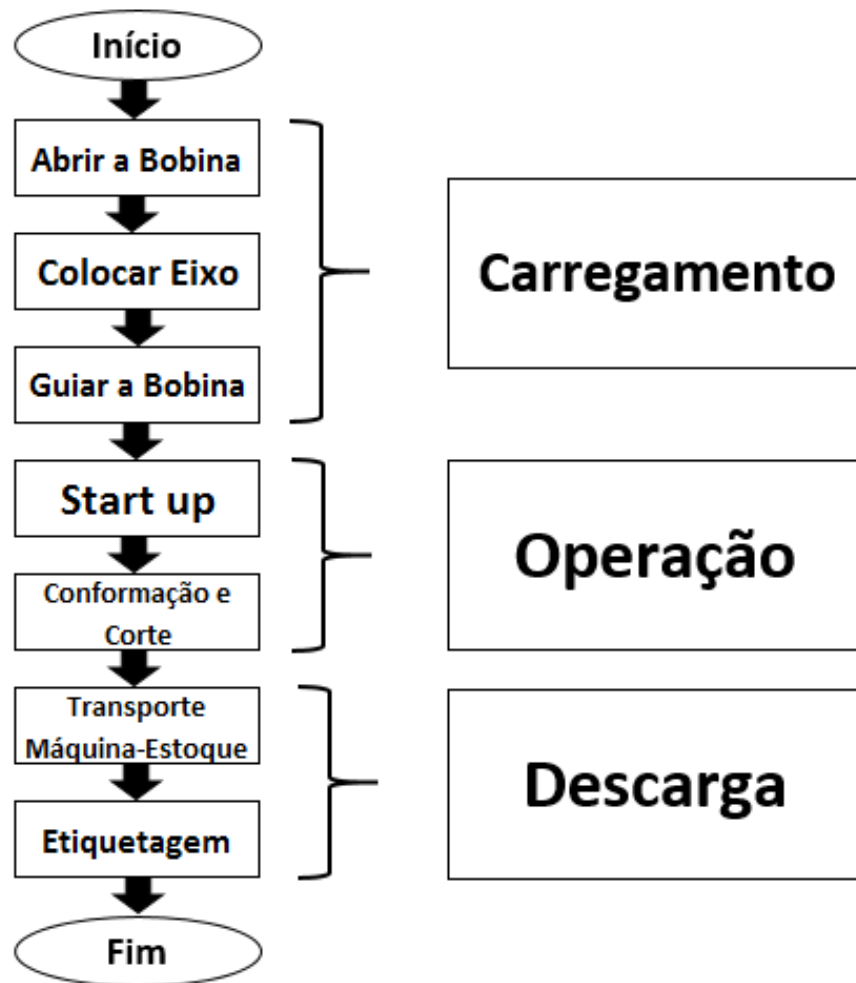 Início
Abrir a Bobina
Colocar Eixo
Guiar a Bobina
Carregamento
Start up
Conformação e
Corte
Operação
Transporte
Máquina-Estoque
Etiquetagem
Descarga
Fim